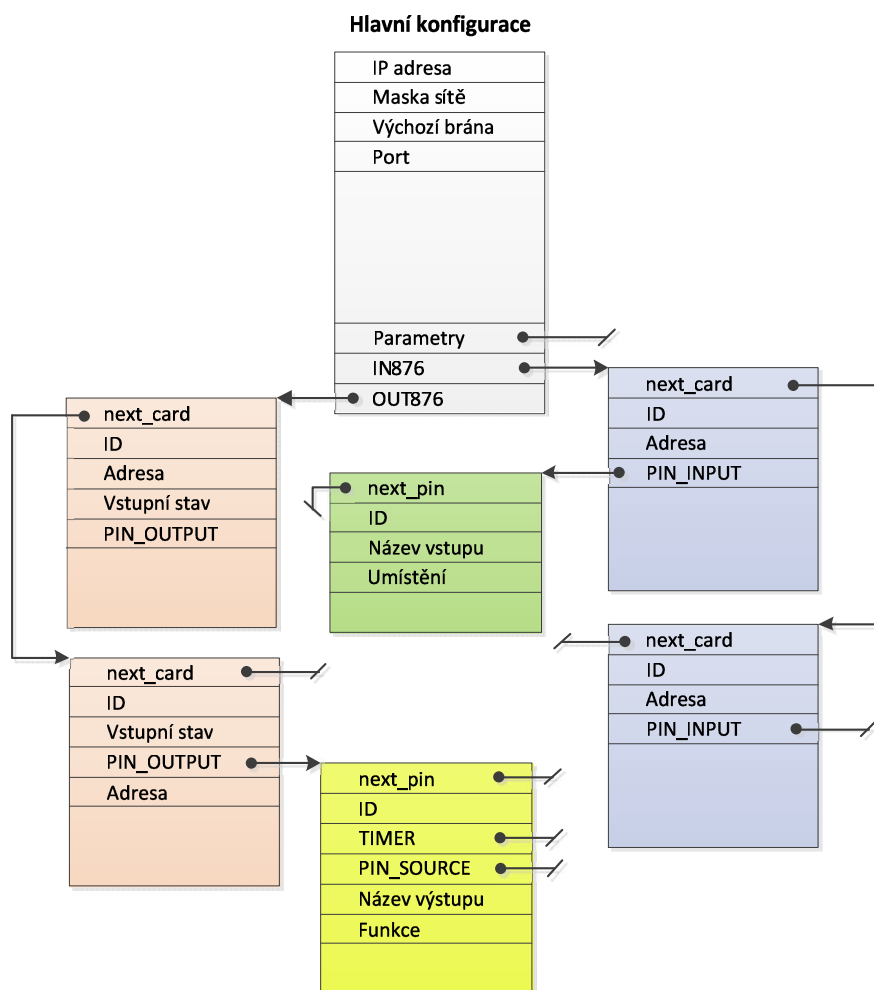 Hlavní konfigurace
IP adresa
Maska sítě
Výchozí brána
Port
Parametry
IN876
OUT876
next_card
ID
Adresa
Vstupní stav
PIN_OUTPUT
next_card
ID
Adresa
PIN_INPUT
next_pin
ID
Název vstupu
Umístění
next_card
ID
Vstupní stav
PIN_OUTPUT
Adresa
next_card
ID
Adresa
PIN_INPUT
next_pin
ID
TIMER
PIN_SOURCE
Název výstupu
Funkce